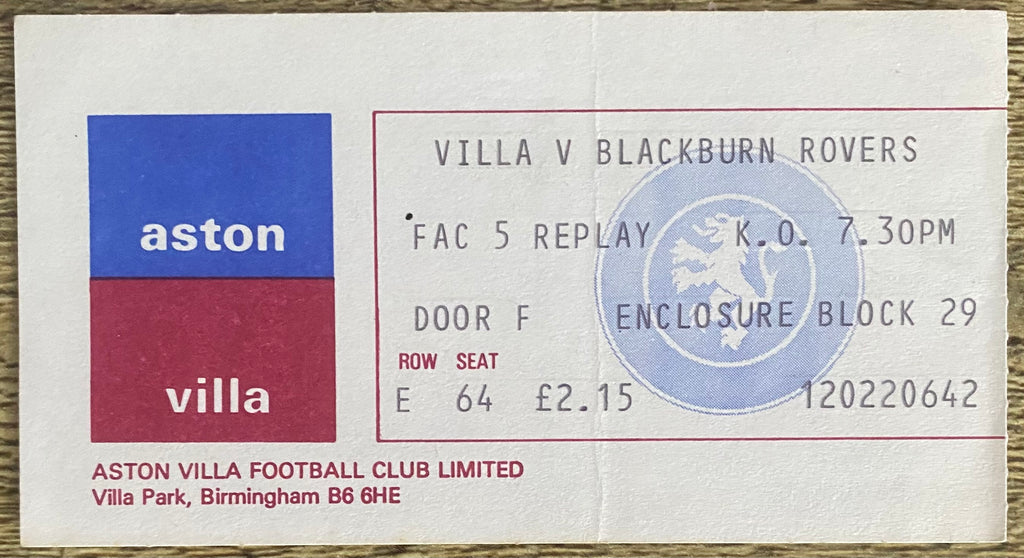 aston
villa
VILLA V BLACKBURN ROVERS
FAC 5 REPLAY K.O. 7.30PM
DOOR F ENCLOSURE BLOCK 29
ROW SEAT
E 64 £2.15 120220642
ASTON VILLA FOOTBALL CLUB LIMITED
Villa Park, Birmingham B6 6HE